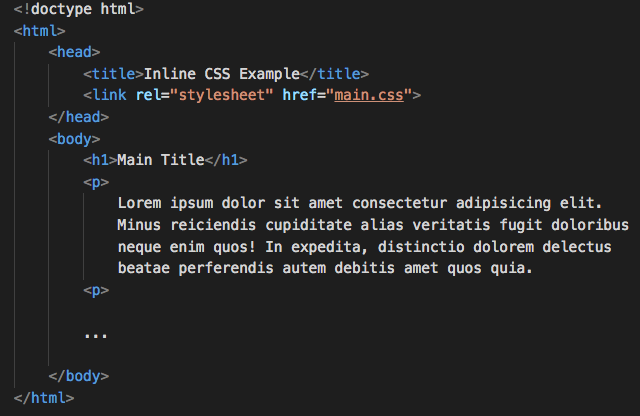 <!doctype html>
<html>
<head>
<title>Inline CSS Example</title>
<link rel="stylesheet" href="main.css">
</head>
<body>
<h1>Main Title</h1>
<p>
Lorem ipsum dolor sit amet consectetur adipisicing elit.
Minus reiciendis cupiditate alias veritatis fugit doloribus
neque enim quos! In expedita, distinctio dolorem delectus
beatae perferendis autem debitis amet quos quia.
<p>
...
</body>
</html>